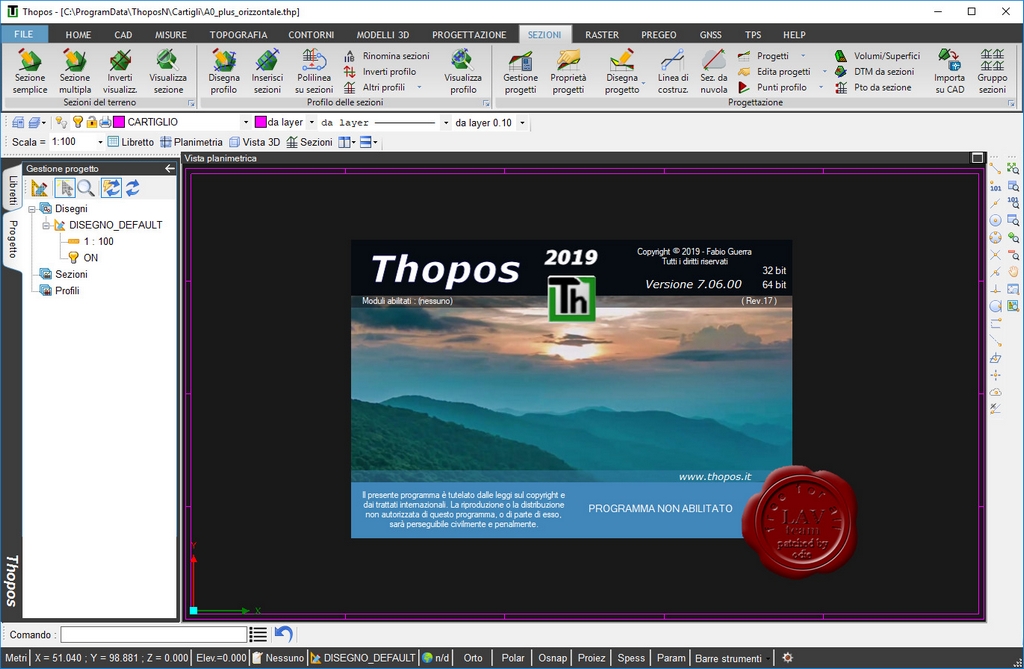 Thopos - [C:\ProgramData\ThoposN\Cartigli\A0_plus_orizzontale.thp]
FILE HOME CAD MISURE TOPOGRAFIA CONTORNI MODELLI 3D PROGETTAZIONE SEZIONI RASTER PREGEO GNSS TPS HELP
Sezione semplice
Sezione multipla
Inverti visualiz.
Visualizza sezione
Sezioni del terreno
Disegna profilo
Inserisci sezioni
Polilinea su sezioni
Rinomina sezioni
Inverti profilo
Altri profili
Visualizza profilo
Profilo delle sezioni
Gestione progetti
Proprietà progetti
Disegna progetto
Linea di costruz.
Sez. da nuvola
Progetti
Edita progetti
Punti profilo
Volumi/Superfici
DTM da sezioni
Pto da sezione
Importa su CAD
Gruppo sezioni
Progettazione
CARTIGLIO da layer da layer da layer 0.10
Scala = 1:100 Libretto Planimetria Vista 3D Sezioni
Vista planimetrica
Gestione progetto
Libretti
Progetto
Disegni
DISEGNO_DEFAULT
1 : 100
ON
Sezioni
Profili
Thopos
101
101
Thopos
2019
Th
Copyright © 2019 - Fabio Guerra
Tutti i diritti riservati
32 bit
Versione 7.06.00 64 bit
Moduli abilitati : (nessuno) ( Rev.17 )
www.thopos.it
Il presente programma è tutelato dalle leggi sul copyright e
dai trattati internazionali. La riproduzione o la distribuzione
non autorizzata di questo programma, o di parte di esso,
sarà perseguibile civilmente e penalmente.
PROGRAMMA NON ABILITATO
LAV
team
patched by
Y
X
Comando :
Metri X = 51.040 ; Y = 98.881 ; Z = 0.000 Elev.=0.000 Nessuno DISEGNO_DEFAULT n/d Orto Polar Osnap Proiez Spess Param Barre strumenti